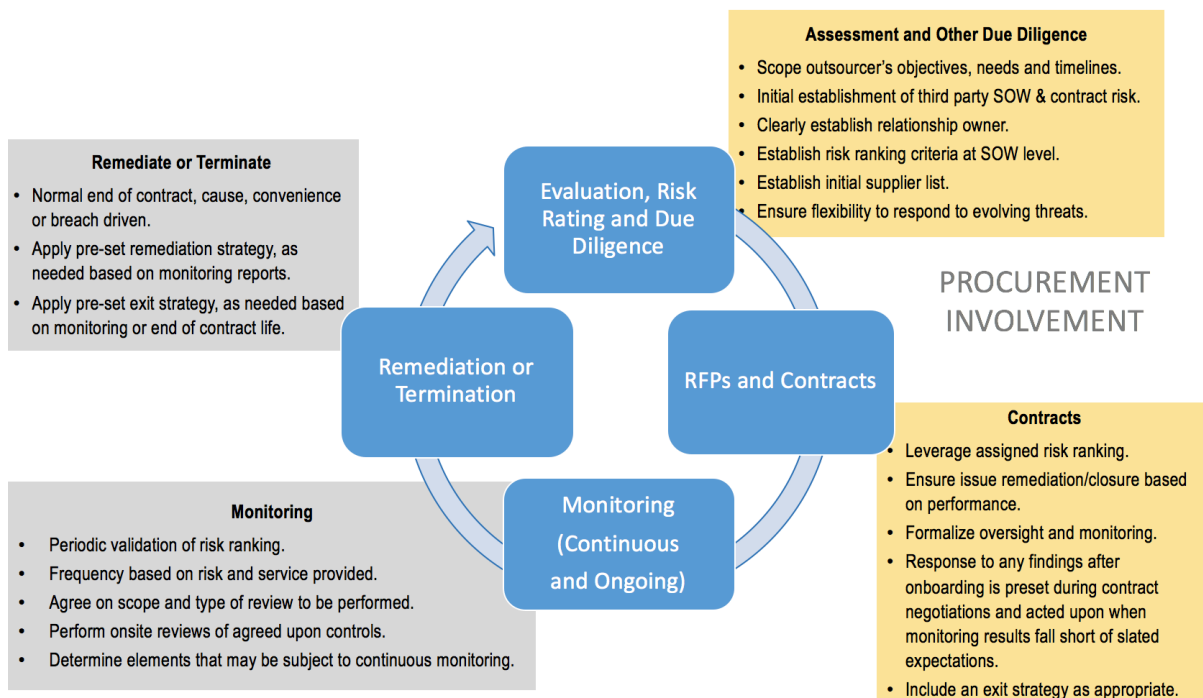 Assessment and Other Due Diligence
• Scope outsourcer's objectives, needs and timelines.
• Initial establishment of third party SOW & contract risk.
• Clearly establish relationship owner.
• Establish risk ranking criteria at SOW level.
• Establish initial supplier list.
• Ensure flexibility to respond to evolving threats.
Remediate or Terminate
• Normal end of contract, cause, convenience
or breach driven.
• Apply pre-set remediation strategy, as
needed based on monitoring reports.
• Apply pre-set exit strategy, as needed based
on monitoring or end of contract life.
Evaluation, Risk
Rating and Due
Diligence
PROCUREMENT
INVOLVEMENT
Remediation or
Termination
RFPs and Contracts
Contracts
• Leverage assigned risk ranking.
• Ensure issue remediation/closure based
on performance.
• Formalize oversight and monitoring.
• Response to any findings after
onboarding is preset during contract
negotiations and acted upon when
monitoring results fall short of slated
expectations.
• Include an exit strategy as appropriate.
Monitoring
(Continuous
and Ongoing)
Monitoring
• Periodic validation of risk ranking.
• Frequency based on risk and service provided.
• Agree on scope and type of review to be performed.
• Perform onsite reviews of agreed upon controls.
• Determine elements that may be subject to continuous monitoring.